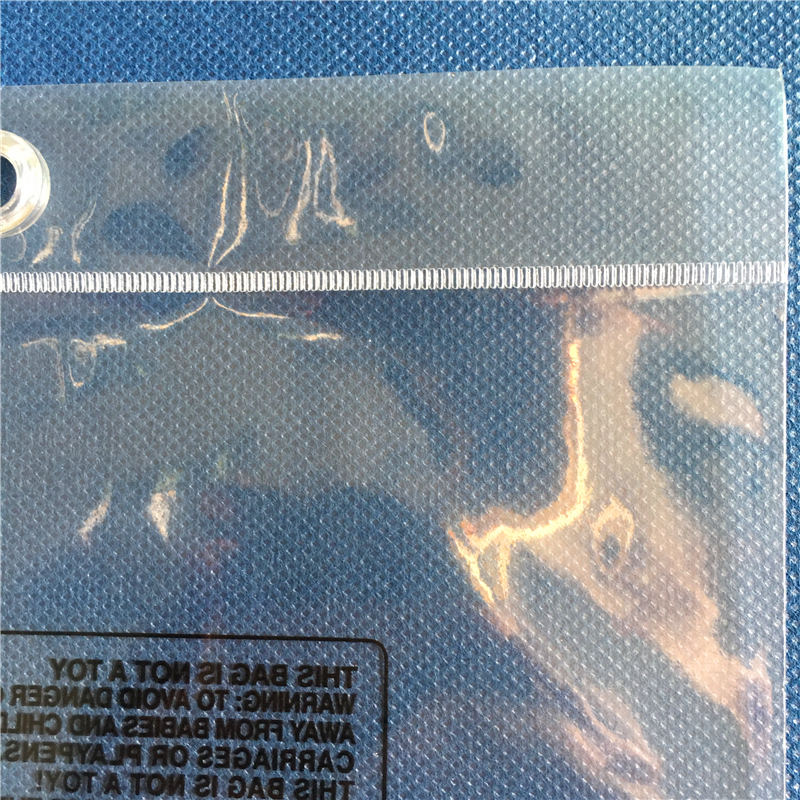 THIS BAG IS NOT A TOY
WARNING: TO AVOID DANGER
AWAY FROM BABIES AND
CARRIAGES OR PLAYPENS
THIS BAG IS NOT A TOY!